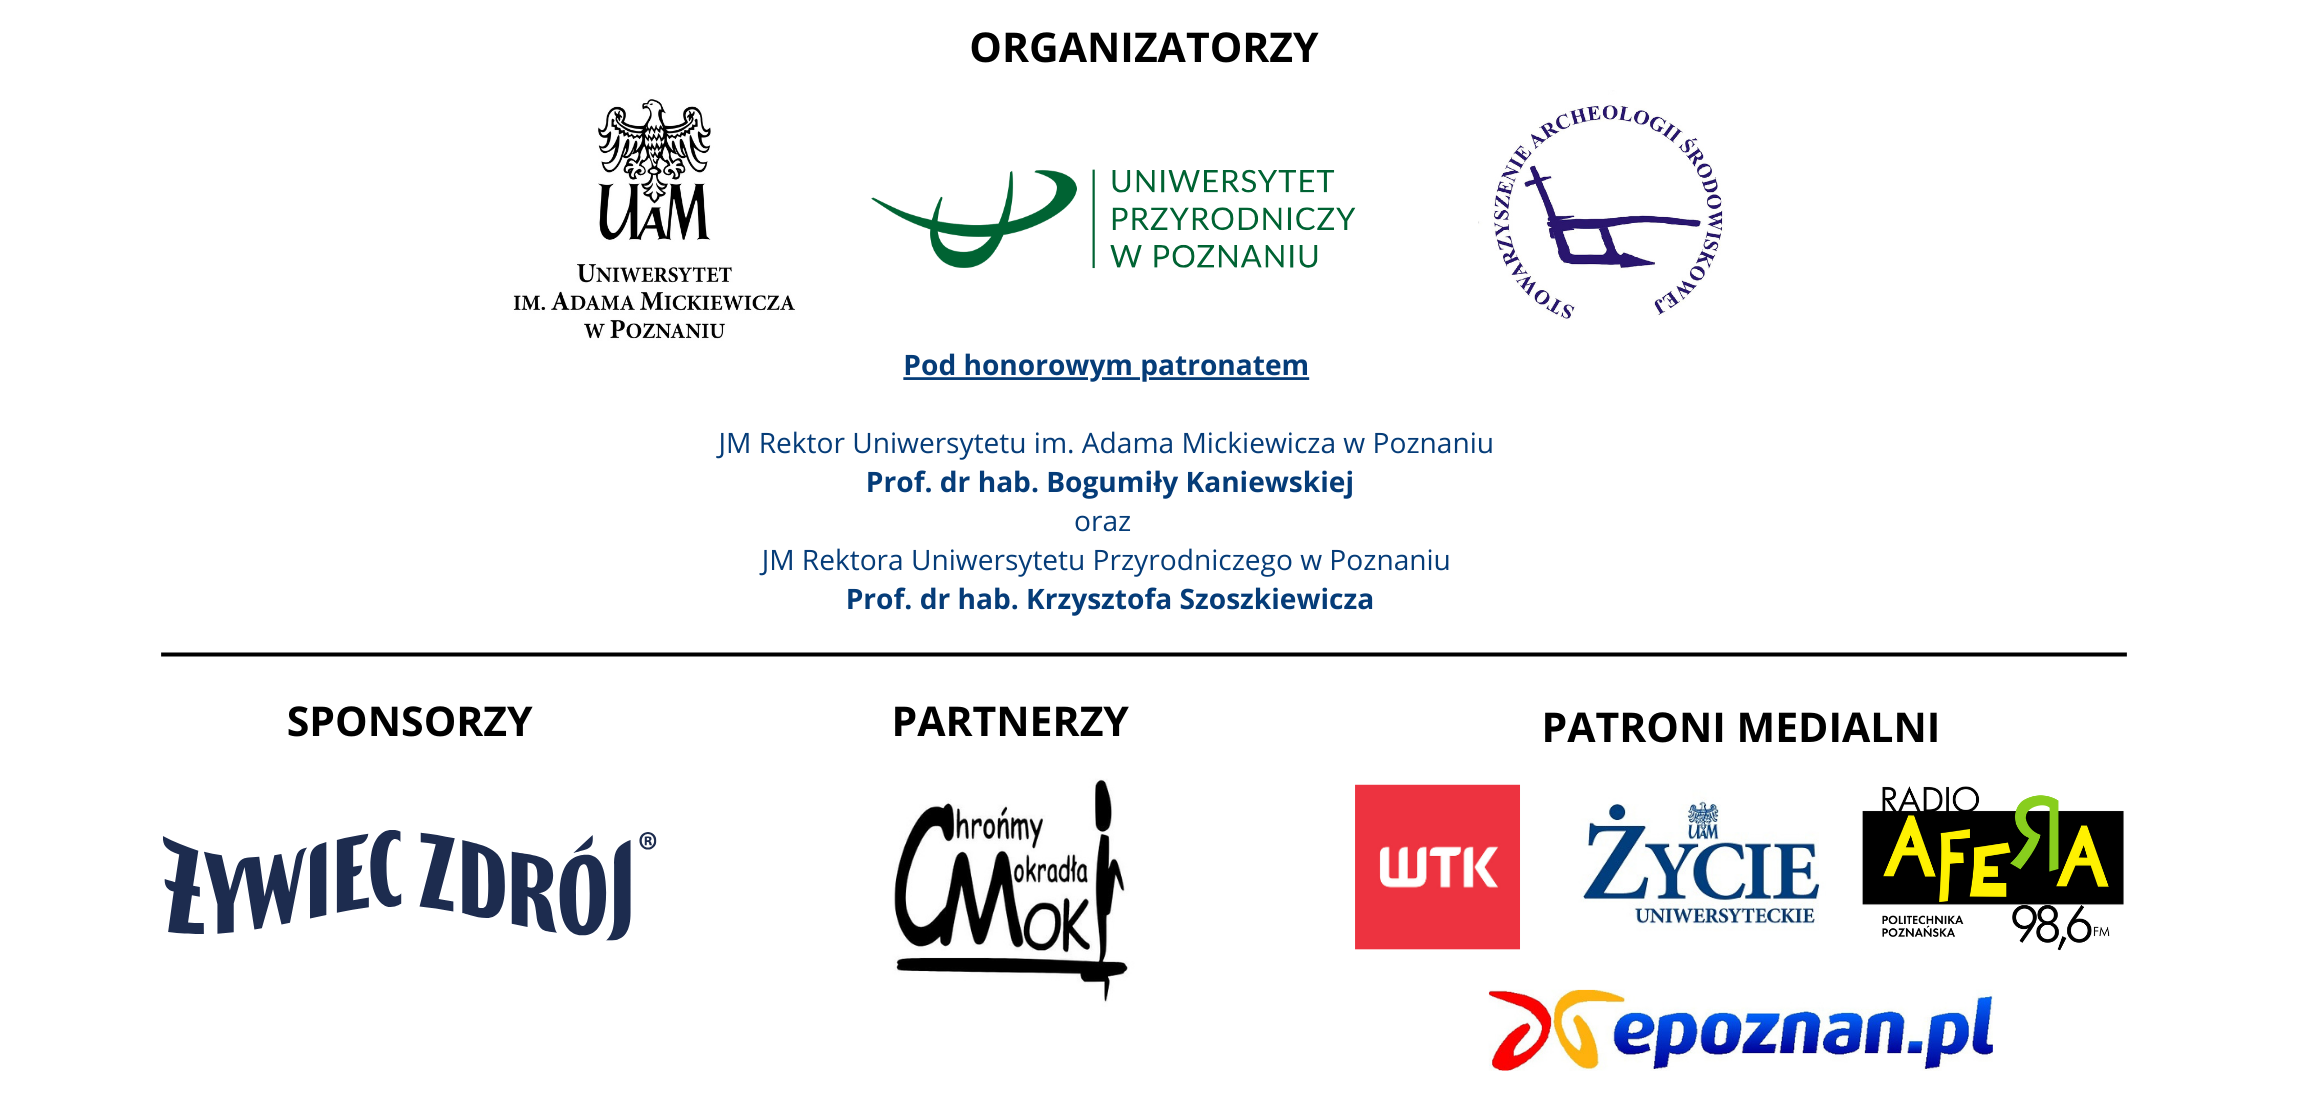 ORGANIZATORZY
UAM
UNIWERSYTET
IM. ADAMA MICKIEWICZA
W POZNANIU
UNIWERSYTET
PRZYRODNICZY
W POZNANIU
STOWARZYSZENIE ARCHEOLOGII ŚRODOWISKOWEJ
Pod honorowym patronatem
JM Rektor Uniwersytetu im. Adama Mickiewicza w Poznaniu
Prof. dr hab. Bogumiły Kaniewskiej
oraz
JM Rektora Uniwersytetu Przyrodniczego w Poznaniu
Prof. dr hab. Krzysztofa Szoszkiewicza
SPONSORZY
ŻYWIEC ZDRÓJ®
PARTNERZY
Chrońmy
Mokradła
CMok
PATRONI MEDIALNI
WTK
UAM
ŻYCIE
UNIWERSYTECKIE
RADIO
AFERA
POLITECHNIKA
POZNAŃSKA
98,6 FM
epoznan.pl